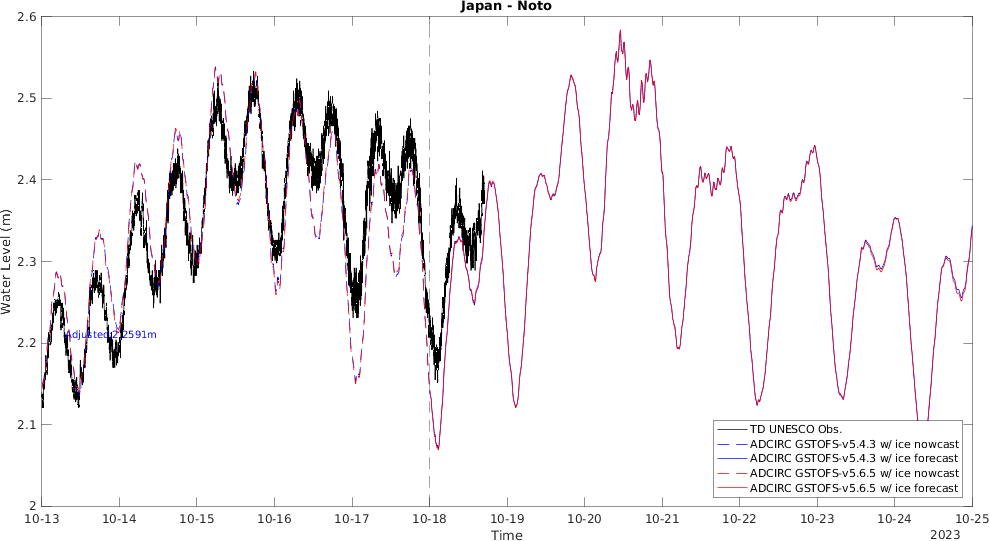 Japan - Noto
2.6
2.5
2.4
2.3
2.2
2.1
2
Water Level (m)
Adjusted 2.2591m
TD UNESCO Obs.
ADCIRC GSTOFS-v5.4.3 w/ ice nowcast
ADCIRC GSTOFS-v5.4.3 w/ ice forecast
ADCIRC GSTOFS-v5.6.5 w/ ice nowcast
ADCIRC GSTOFS-v5.6.5 w/ ice forecast
10-13 10-14 10-15 10-16 10-17 10-18 10-19 10-20 10-21 10-22 10-23 10-24 10-25
Time
2023